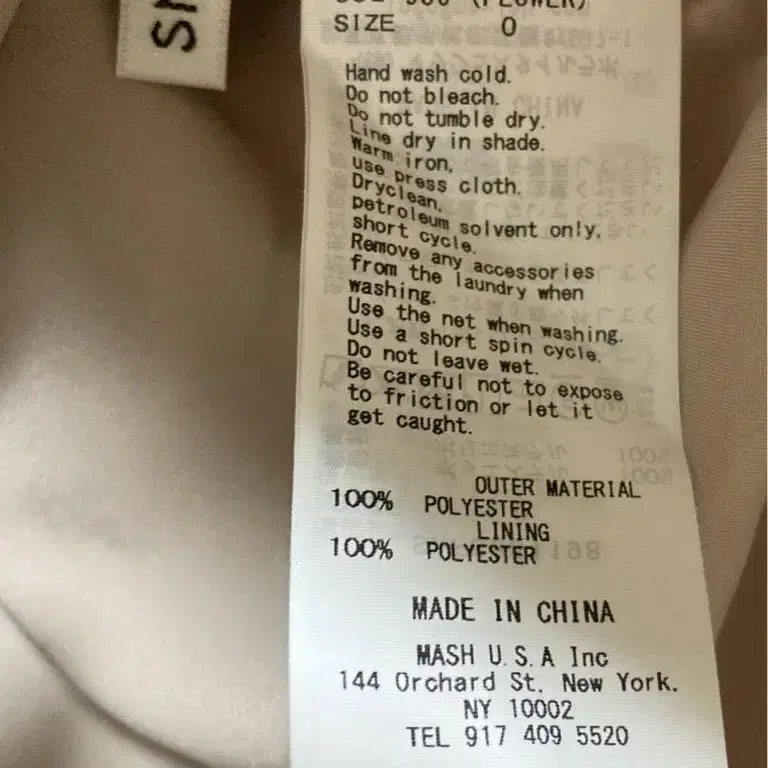 SIZE 0
Hand wash cold.
Do not bleach.
Do not tumble dry.
Line dry in shade.
Warm iron,
use press cloth.
Dryclean,
petroleum solvent only,
short cycle.
Remove any accessories
from the laundry when
washing.
Use the net when washing.
Use a short spin cycle.
Do not leave wet.
Be careful not to expose
to friction or let it
get caught.
OUTER MATERIAL
100% POLYESTER
LINING
100% POLYESTER
MADE IN CHINA
MASH U.S.A Inc
144 Orchard St, New York.
NY 10002
TEL 917 409 5520